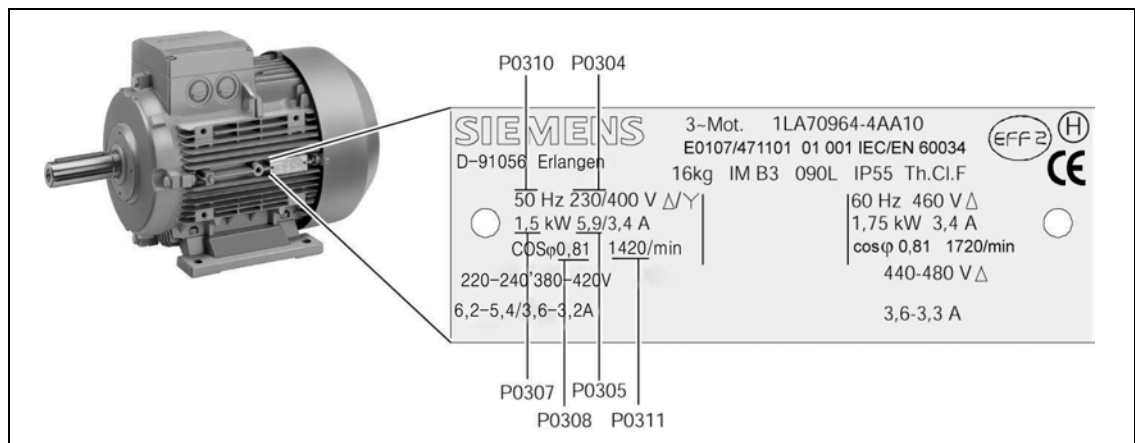 P0310 P0304
SIEMENS
3~Mot. 1LA70964-4AA10
E0107/471101 01 001 IEC/EN 60034
EFF 2
H
CE
D-91056 Erlangen
16kg IM B3 090L IP55 Th.Cl.F
50 Hz 230/400 V Δ/Y
60 Hz 460 V Δ
1,5 kW 5,9/3,4 A
1,75 kW 3,4 A
COSφ0,81 1420/min
cosφ 0,81 1720/min
220-240'380-420V
440-480 V Δ
6,2-5,4/3,6-3,2A
3,6-3,3 A
P0307 P0305
P0308 P0311